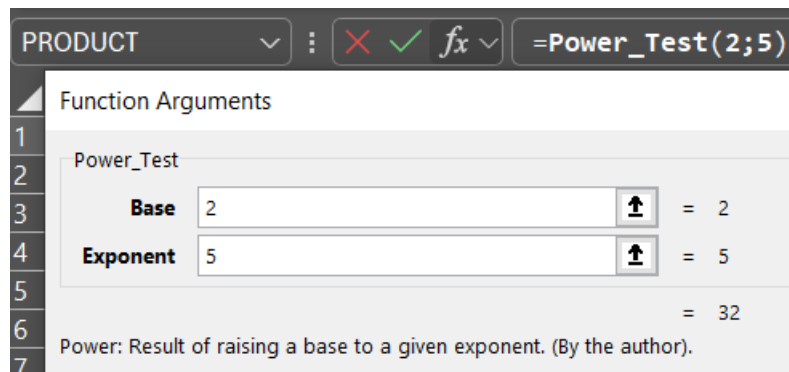 PRODUCT fx =Power_Test(2;5)
Function Arguments
1
Power_Test
2
3 Base 2 = 2
4 Exponent 5 = 5
5
= 32
6
Power: Result of raising a base to a given exponent. (By the author).
7